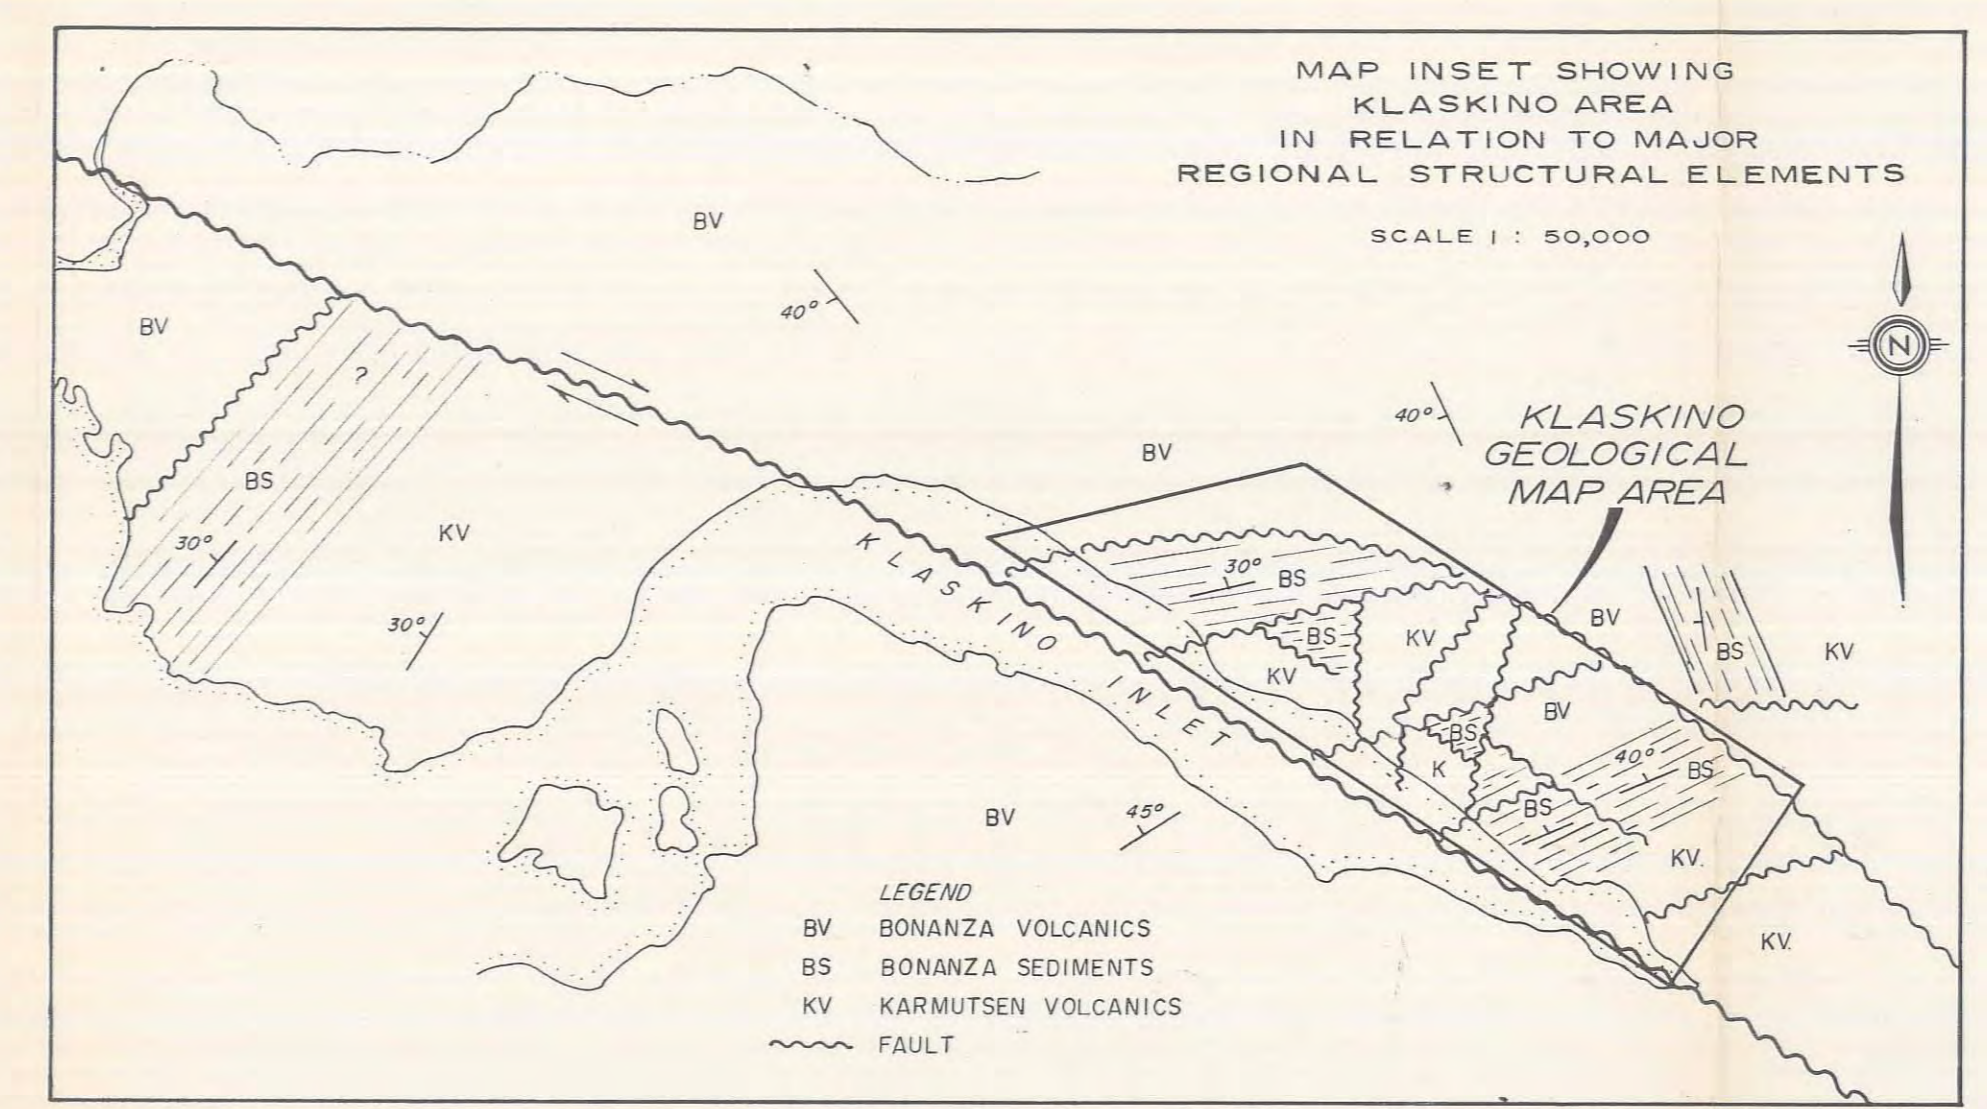 MAP INSET SHOWING
KLASKINO AREA
IN RELATION TO MAJOR
REGIONAL STRUCTURAL ELEMENTS
SCALE 1 : 50,000
N
BV
40°
BV
?
40°
KLASKINO
GEOLOGICAL
MAP AREA
BV
BS
KV
30°
30°
KLASKINO INLET
30° BS
BS
KV
KV
BV
BS
KV
BV
BS
40°
BS
K
BS
KV.
KV.
BV
45°
LEGEND
BV BONANZA VOLCANICS
BS BONANZA SEDIMENTS
KV KARMUTSEN VOLCANICS
FAULT